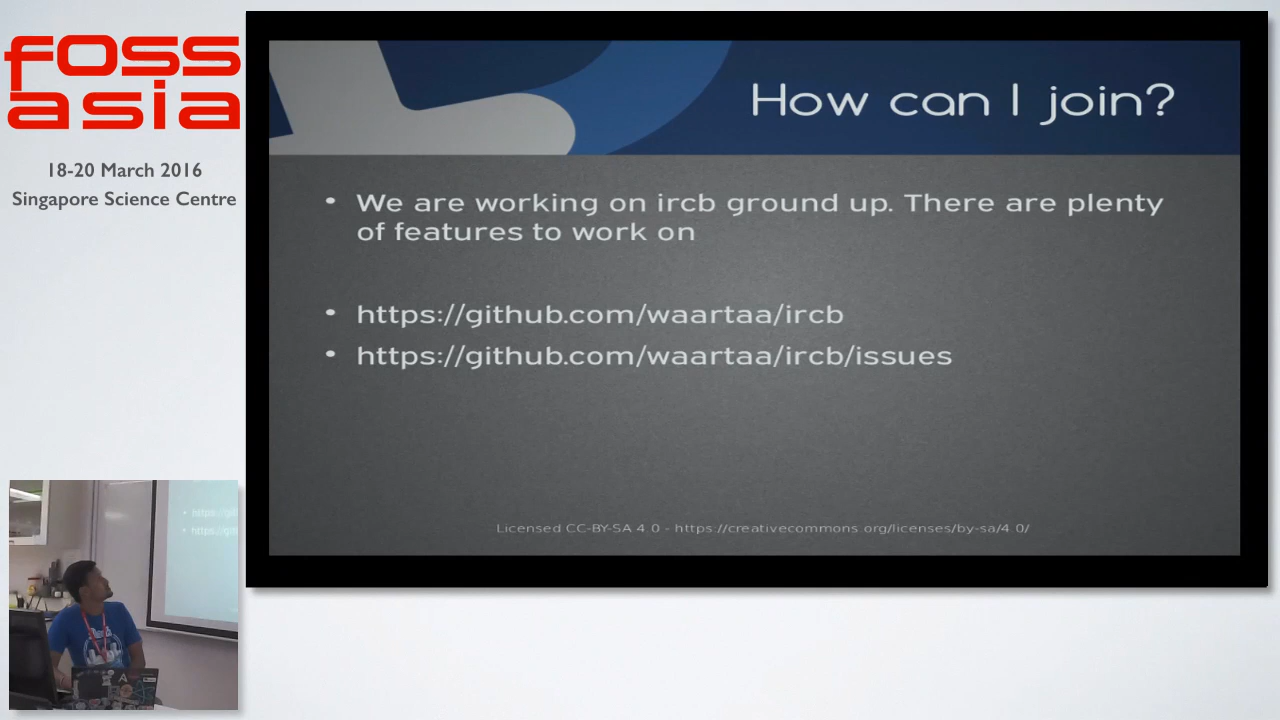 foss
asia
18-20 March 2016
Singapore Science Centre
How can I join?
• We are working on ircb ground up. There are plenty
of features to work on
• https://github.com/waartaa/ircb
• https://github.com/waartaa/ircb/issues
Licensed CC-BY-SA 4.0 - https://creativecommons.org/licenses/by-sa/4.0/